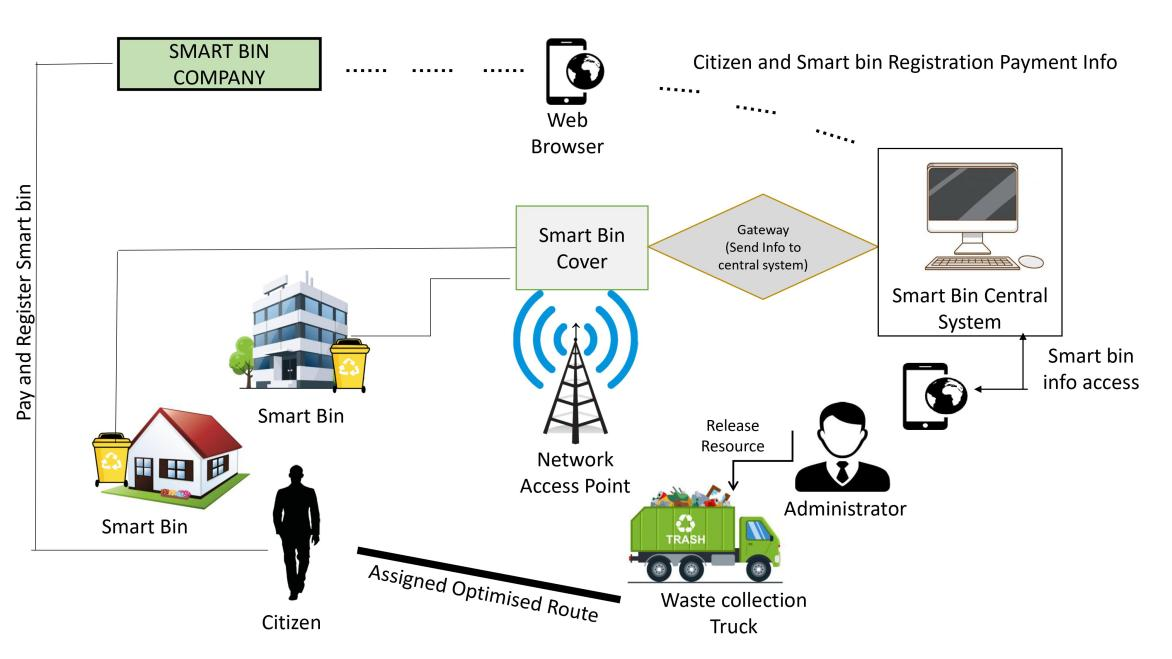 SMART BIN
COMPANY
Web
Browser
Citizen and Smart bin Registration Payment Info
Pay and Register Smart bin
Smart Bin
Cover
Gateway
(Send Info to
central system)
Smart Bin Central
System
Smart bin
info access
Smart Bin
Smart Bin
Network
Access Point
Release
Resource
Administrator
TRASH
Waste collection
Truck
Assigned Optimised Route
Citizen